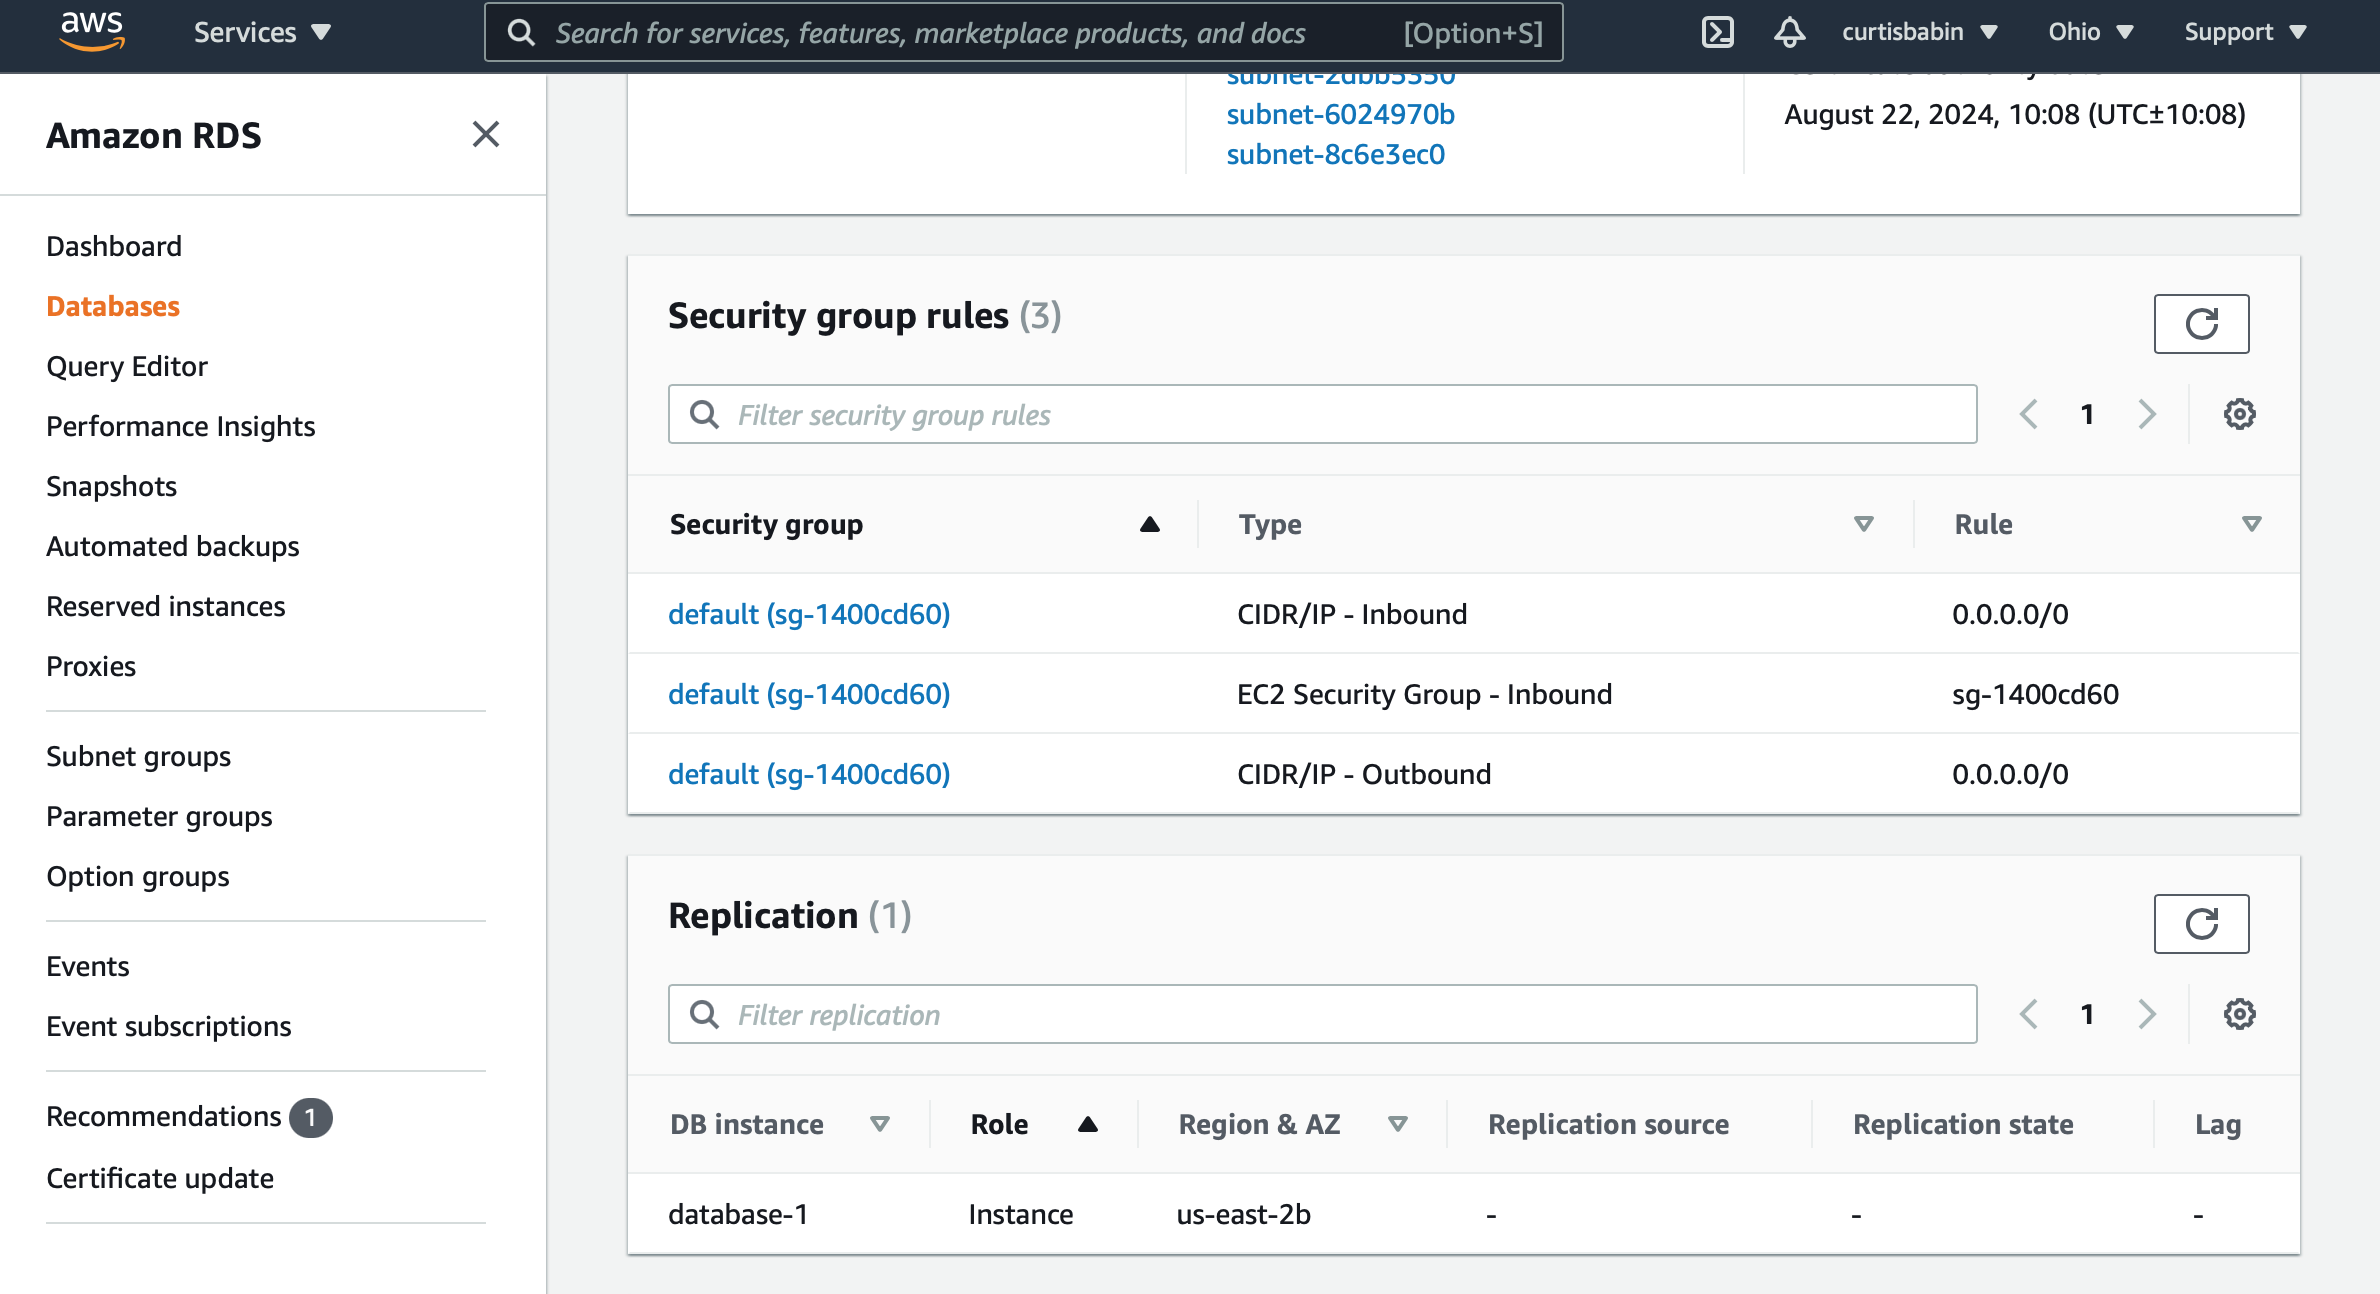 aws
Services
Search for services, features, marketplace products, and docs
[Option+S]
curtisbabin
Ohio
Support
Amazon RDS
Dashboard
Databases
Query Editor
Performance Insights
Snapshots
Automated backups
Reserved instances
Proxies
Subnet groups
Parameter groups
Option groups
Events
Event subscriptions
Recommendations 1
Certificate update
subnet-2dbb5350
subnet-6024970b
subnet-8c6e3ec0
August 22, 2024, 10:08 (UTC±10:08)
Security group rules (3)
Filter security group rules
1
Security group Type Rule
default (sg-1400cd60) CIDR/IP - Inbound 0.0.0.0/0
default (sg-1400cd60) EC2 Security Group - Inbound sg-1400cd60
default (sg-1400cd60) CIDR/IP - Outbound 0.0.0.0/0
Replication (1)
Filter replication
1
DB instance Role Region & AZ Replication source Replication state Lag
database-1 Instance us-east-2b - - -